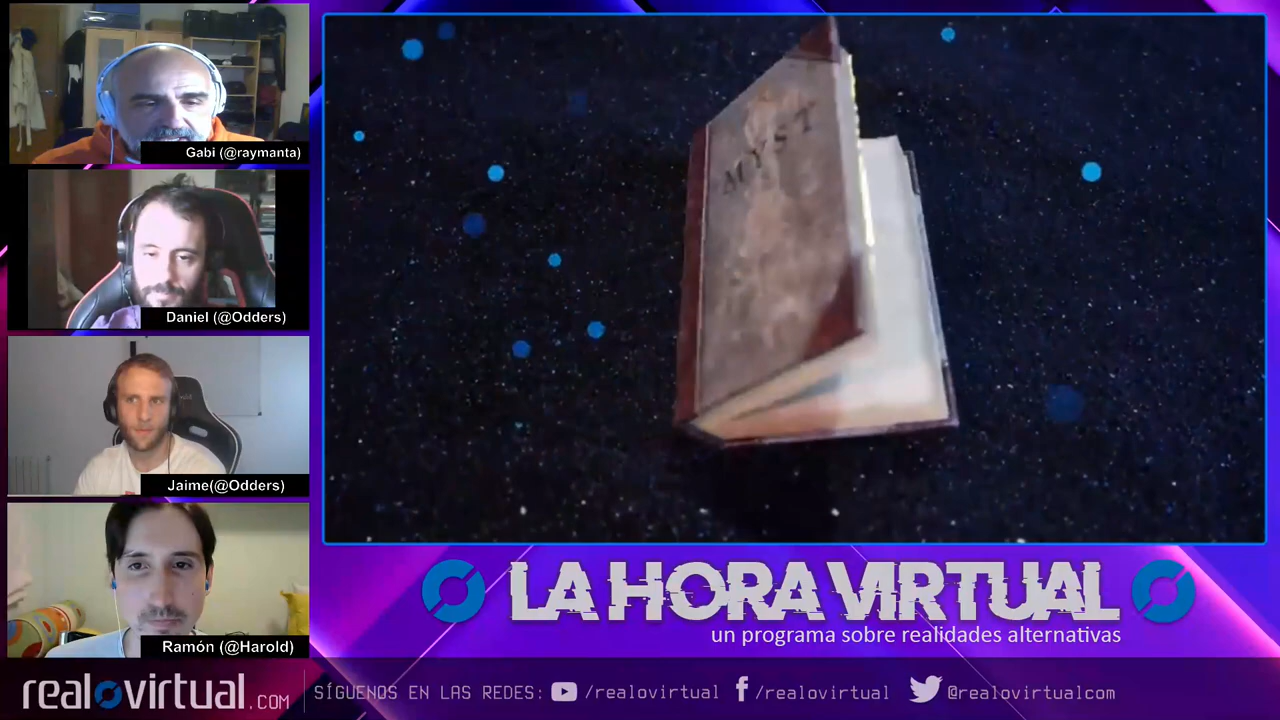 Gabi (@raymanta)
Daniel (@Odders)
Jaime(@Odders)
Ramón (@Harold)
MYST
LA HORA VIRTUAL
un programa sobre realidades alternativas
realovirtual.COM
SÍGUENOS EN LAS REDES:
/realovirtual
/realovirtual
@realovirtualcom